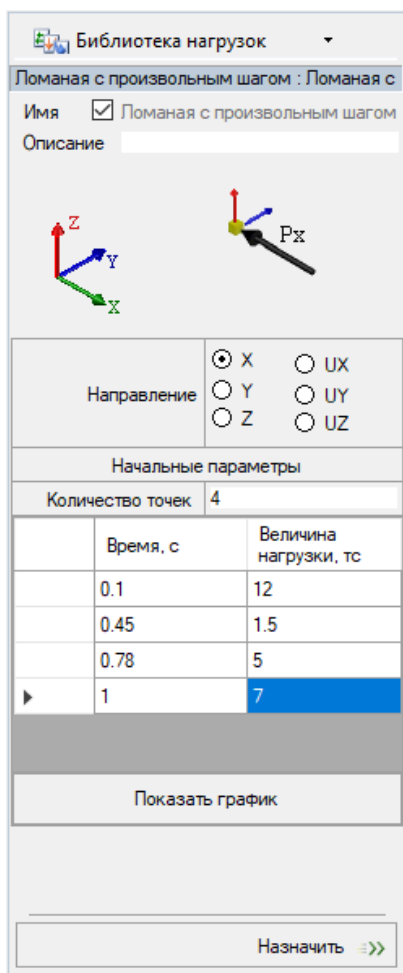 Библиотека нагрузок
Ломаная с произвольным шагом : Ломаная с
Имя Ломаная с произвольным шагом
Описание
Z
Px
Y
X
Направление
X UX
Y UY
Z UZ
Начальные параметры
Количество точек 4
Время, с Величина нагрузки, тс
0.1 12
0.45 1.5
0.78 5
1 7
Показать график
Назначить